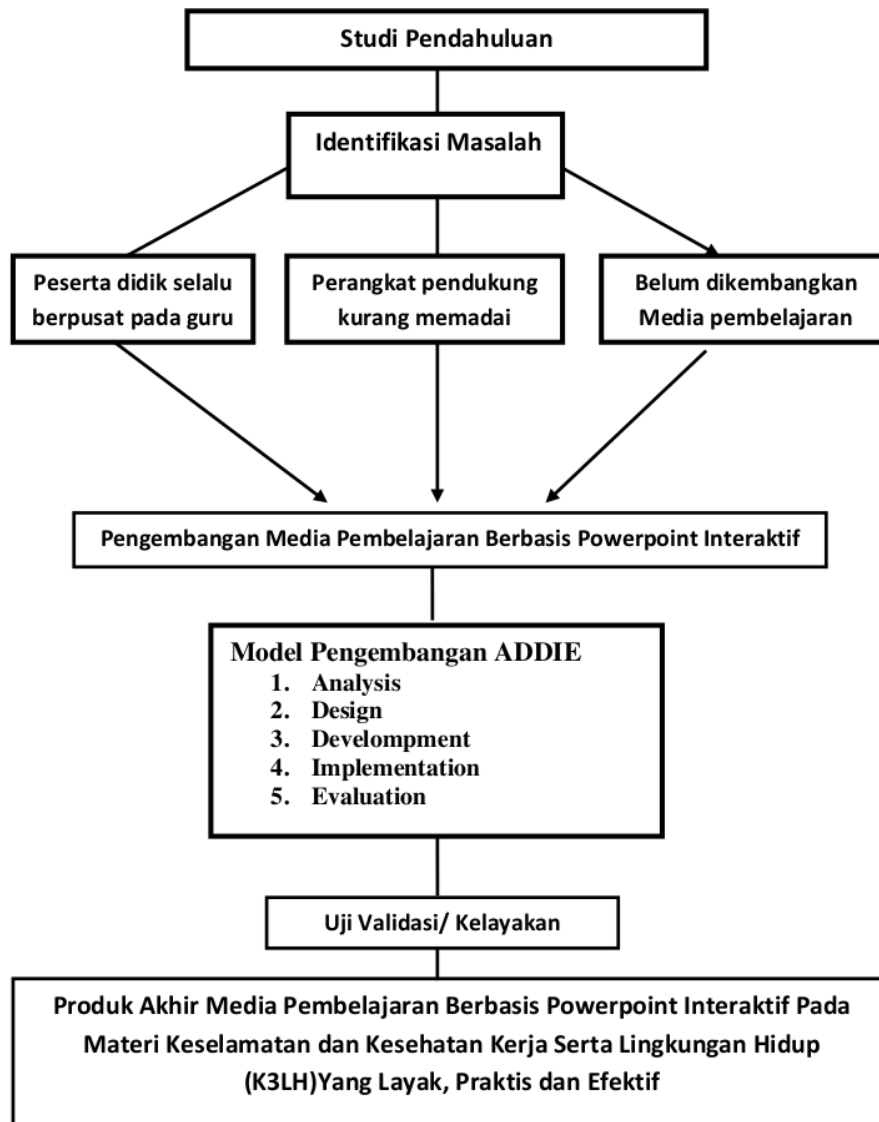 Studi Pendahuluan
Identifikasi Masalah
Peserta didik selalu
berpusat pada guru
Perangkat pendukung
kurang memadai
Belum dikembangkan
Media pembelajaran
Pengembangan Media Pembelajaran Berbasis Powerpoint Interaktif
Model Pengembangan ADDIE
1. Analysis
2. Design
3. Develompment
4. Implementation
5. Evaluation
Uji Validasi/ Kelayakan
Produk Akhir Media Pembelajaran Berbasis Powerpoint Interaktif Pada
Materi Keselamatan dan Kesehatan Kerja Serta Lingkungan Hidup
(K3LH)Yang Layak, Praktis dan Efektif